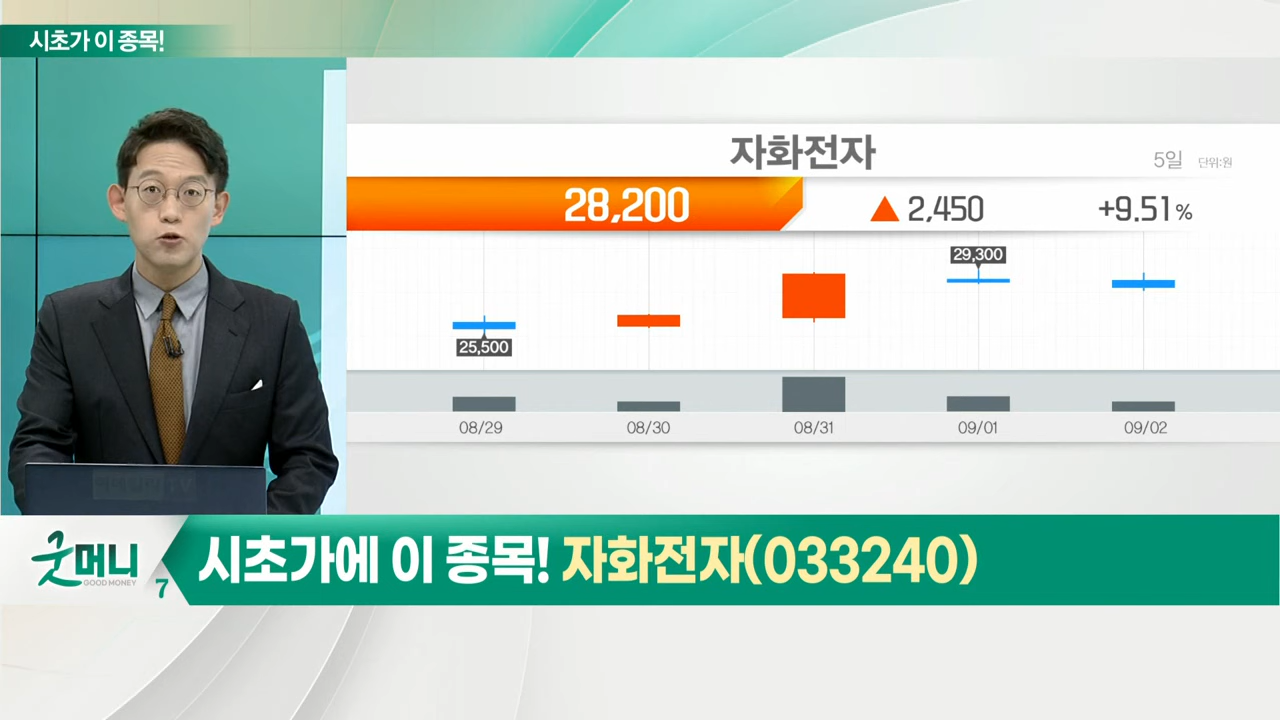 시초가 이 종목!
자화전자
5일 단위:원
28,200 ▲ 2,450 +9.51%
29,300
25,500
08/29 08/30 08/31 09/01 09/02
굿머니
GOOD MONEY
7
시초가에 이 종목! 자화전자(033240)